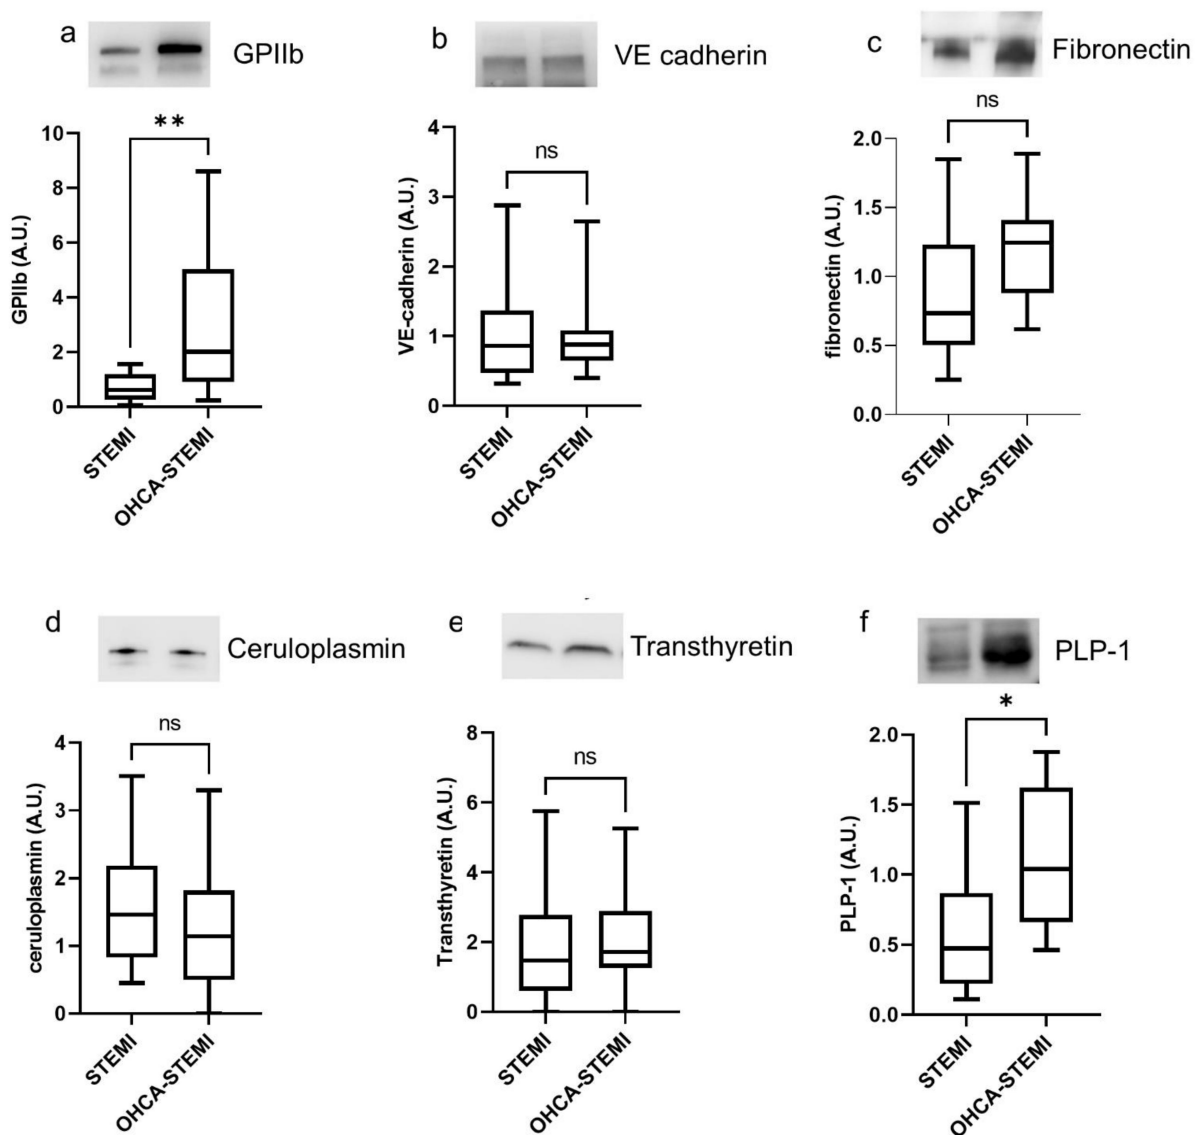 a
GPIIb
b
VE cadherin
c
Fibronectin
**
10
8
6
4
2
0
GPIIb (A.U.)
STEMI
OHCA-STEMI
ns
4
3
2
1
0
VE-cadherin (A.U.)
STEMI
OHCA-STEMI
ns
2.0
1.5
1.0
0.5
0.0
fibronectin (A.U.)
STEMI
OHCA-STEMI
d
Ceruloplasmin
e
Transthyretin
f
PLP-1
ns
4
3
2
1
0
ceruloplasmin (A.U.)
STEMI
OHCA-STEMI
ns
8
6
4
2
0
Transthyretin (A.U.)
STEMI
OHCA-STEMI
*
2.0
1.5
1.0
0.5
0.0
PLP-1 (A.U.)
STEMI
OHCA-STEMI